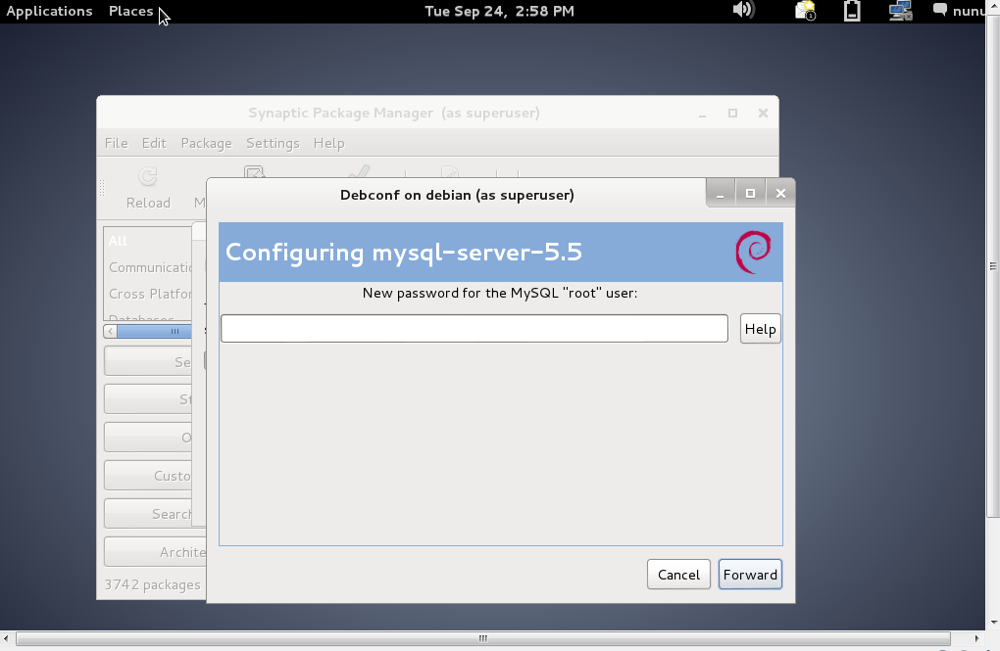 Applications Places Tue Sep 24, 2:58 PM 1 nunu
Synaptic Package Manager (as superuser)
File Edit Package Settings Help
Reload M
Debconf on debian (as superuser)
All
Communicatio
Cross Platfor
Databases
Configuring mysql-server-5.5
New password for the MySQL "root" user:
Help
Se
St
O
Custo
Search
Archite
3742 packages
Cancel Forward